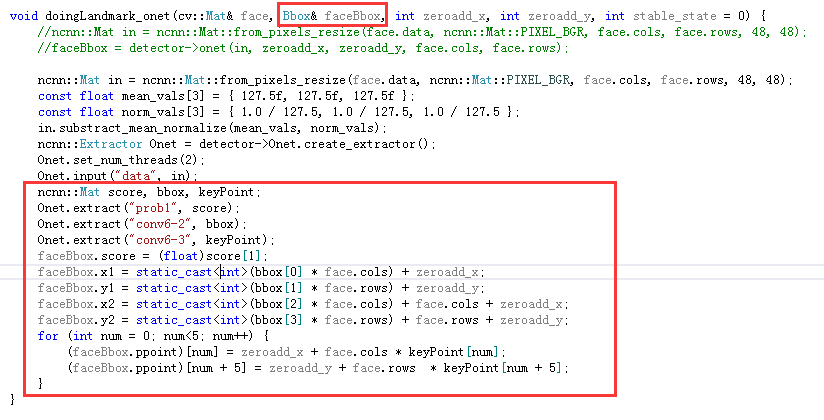 void doingLandmark_onet(cv::Mat& face, Bbox& faceBbox, int zeroadd_x, int zeroadd_y, int stable_state = 0) {
//ncnn::Mat in = ncnn::Mat::from_pixels_resize(face.data, ncnn::Mat::PIXEL_BGR, face.cols, face.rows, 48, 48);
//faceBbox = detector->onet(in, zeroadd_x, zeroadd_y, face.cols, face.rows);
ncnn::Mat in = ncnn::Mat::from_pixels_resize(face.data, ncnn::Mat::PIXEL_BGR, face.cols, face.rows, 48, 48);
const float mean_vals[3] = { 127.5f, 127.5f, 127.5f };
const float norm_vals[3] = { 1.0 / 127.5, 1.0 / 127.5, 1.0 / 127.5 };
in.substract_mean_normalize(mean_vals, norm_vals);
ncnn::Extractor Onet = detector->Onet.create_extractor();
Onet.set_num_threads(2);
Onet.input("data", in);
ncnn::Mat score, bbox, keyPoint;
Onet.extract("prob1", score);
Onet.extract("conv6-2", bbox);
Onet.extract("conv6-3", keyPoint);
faceBbox.score = (float)score[1];
faceBbox.x1 = static_cast<int>(bbox[0] * face.cols) + zeroadd_x;
faceBbox.y1 = static_cast<int>(bbox[1] * face.rows) + zeroadd_y;
faceBbox.x2 = static_cast<int>(bbox[2] * face.cols) + face.cols + zeroadd_x;
faceBbox.y2 = static_cast<int>(bbox[3] * face.rows) + face.rows + zeroadd_y;
for (int num = 0; num<5; num++) {
(faceBbox.ppoint)[num] = zeroadd_x + face.cols * keyPoint[num];
(faceBbox.ppoint)[num + 5] = zeroadd_y + face.rows  * keyPoint[num + 5];
}
}